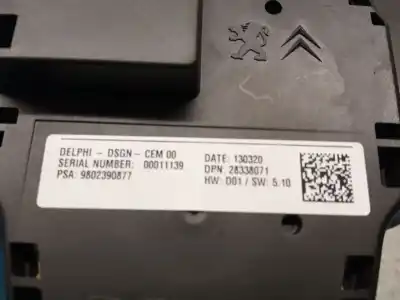 DELPHI - DSGN - CEM 00
SERIAL NUMBER: 00011139
PSA: 9802390877
DATE: 130320
DPN: 28338071
HW: D01 / SW: 5.10